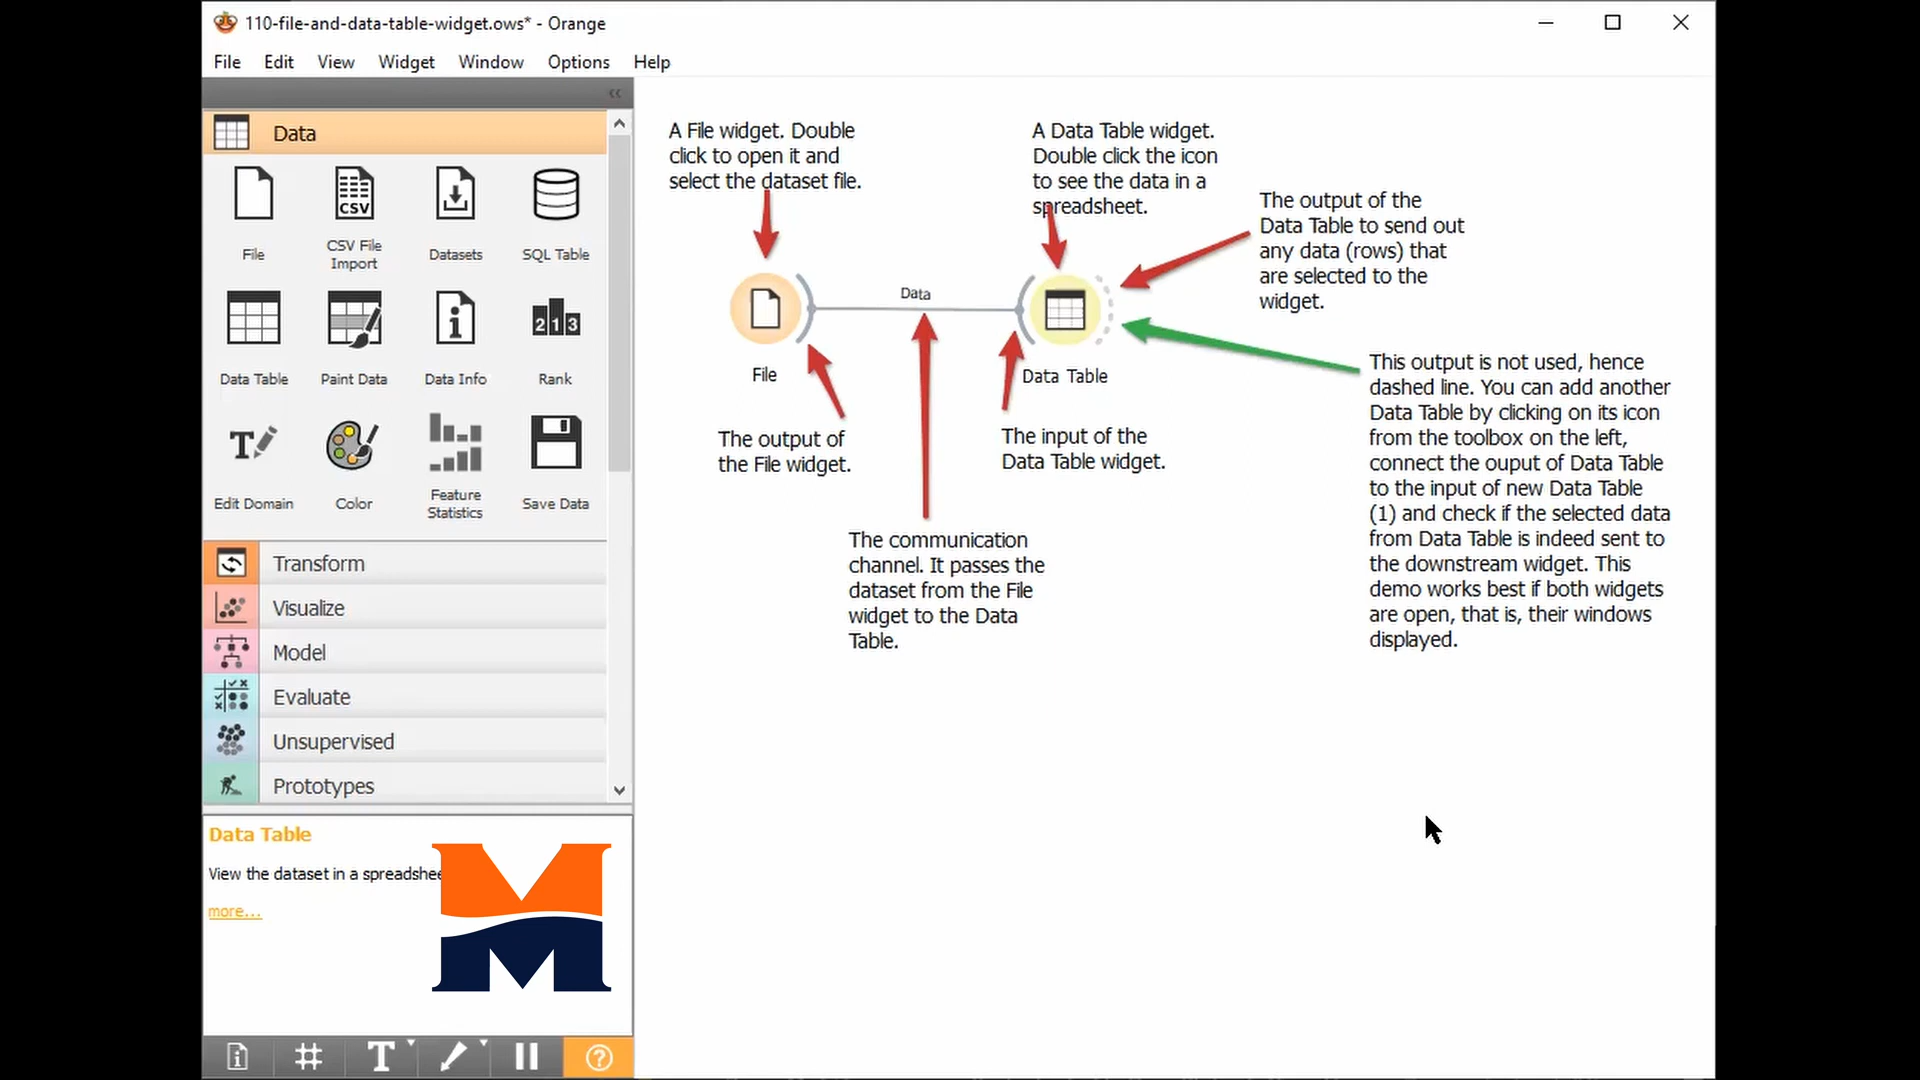 110-file-and-data-table-widget.ows* - Orange
File Edit View Widget Window Options Help
Data
File
CSV File
Import
Datasets
SQL Table
Data Table
Paint Data
Data Info
Rank
Edit Domain
Color
Feature
Statistics
Save Data
Transform
Visualize
Model
Evaluate
Unsupervised
Prototypes
Data Table
View the dataset in a spreadshee
more...
A File widget. Double
click to open it and
select the dataset file.
A Data Table widget.
Double click the icon
to see the data in a
spreadsheet.
The output of the
Data Table to send out
any data (rows) that
are selected to the
widget.
Data
File
Data Table
The output of
the File widget.
The input of the
Data Table widget.
The communication
channel. It passes the
dataset from the File
widget to the Data
Table.
This output is not used, hence
dashed line. You can add another
Data Table by clicking on its icon
from the toolbox on the left,
connect the ouput of Data Table
to the input of new Data Table
(1) and check if the selected data
from Data Table is indeed sent to
the downstream widget. This
demo works best if both widgets
are open, that is, their windows
displayed.
CSV
2 1 3
M
T
?